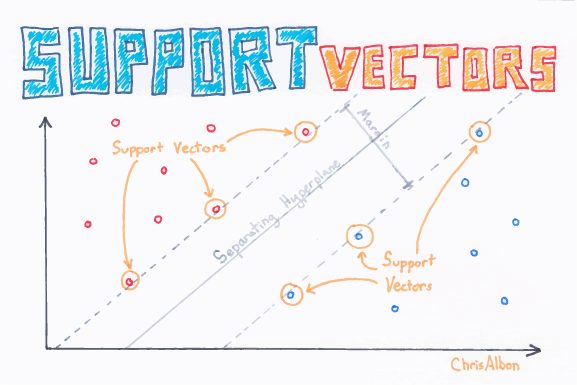 SUPPORT VECTORS
Support Vectors
Margin
Separating Hyperplane
Support
Vectors
ChrisAlbon